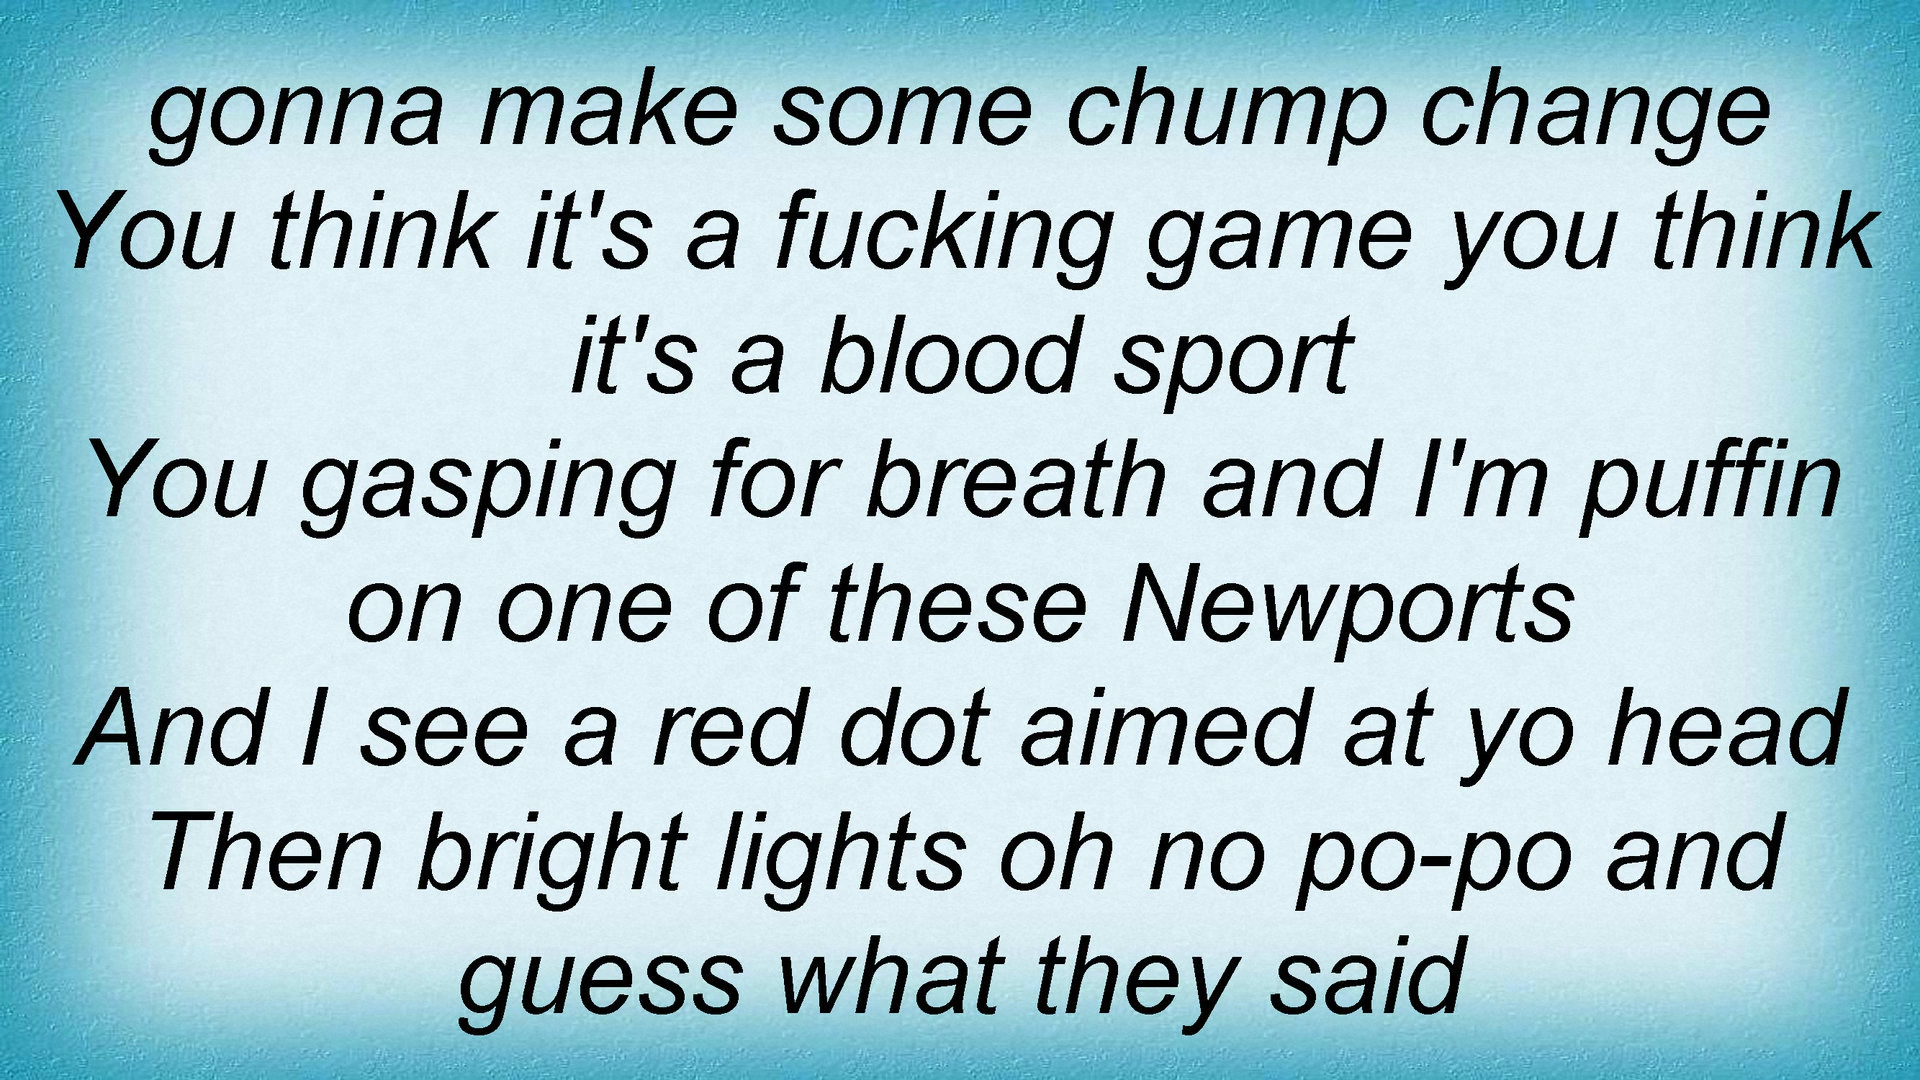 gonna make some chump change
You think it's a fucking game you think
it's a blood sport
You gasping for breath and I'm puffin
on one of these Newports
And I see a red dot aimed at yo head
Then bright lights oh no po-po and
guess what they said